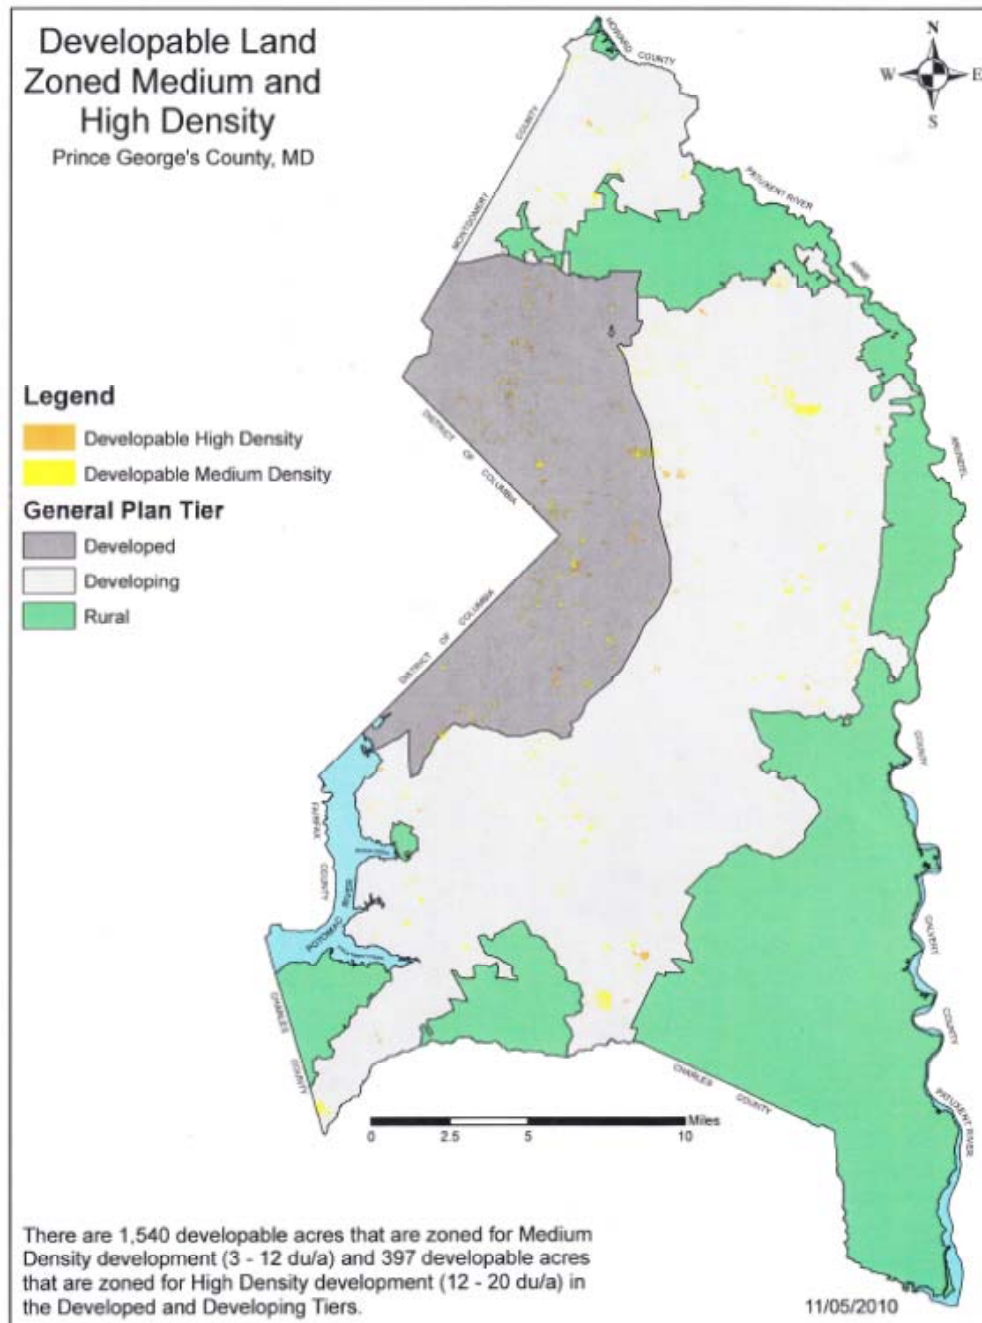 Developable Land
Zoned Medium and
High Density
Prince George's County, MD
N
W E
S
HOWARD COUNTY
MONTGOMERY COUNTY
PATUXENT RIVER
ANNE
ARUNDEL
COUNTY
DISTRICT OF COLUMBIA
DISTRICT OF COLUMBIA
Legend
Developable High Density
Developable Medium Density
General Plan Tier
Developed
Developing
Rural
FAIRFAX COUNTY
POTOMAC RIVER
CALVERT
COUNTY
CHARLES COUNTY
CHARLES COUNTY
PATUXENT RIVER
0 2.5 5 10 Miles
There are 1,540 developable acres that are zoned for Medium
Density development (3 - 12 du/a) and 397 developable acres
that are zoned for High Density development (12 - 20 du/a) in
the Developed and Developing Tiers.
11/05/2010